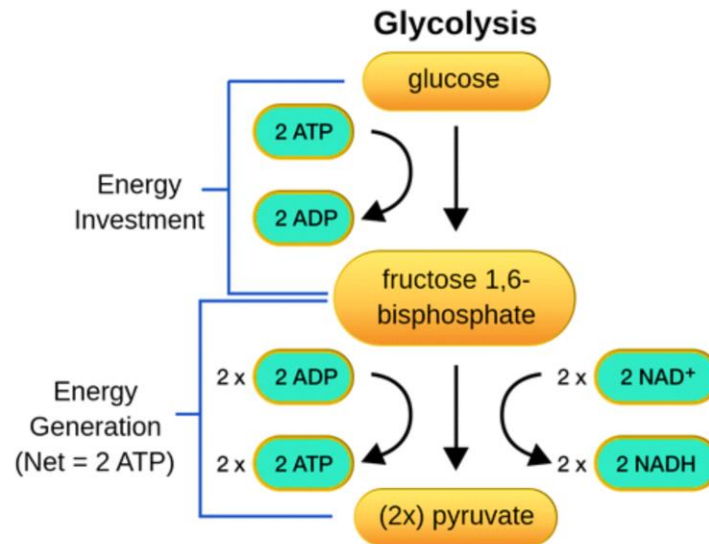 Glycolysis
glucose
2 ATP
2 ADP
Energy
Investment
fructose 1,6-
bisphosphate
2 x 2 ADP
2 x 2 NAD⁺
Energy
Generation
(Net = 2 ATP)
2 x 2 ATP
2 x 2 NADH
(2x) pyruvate